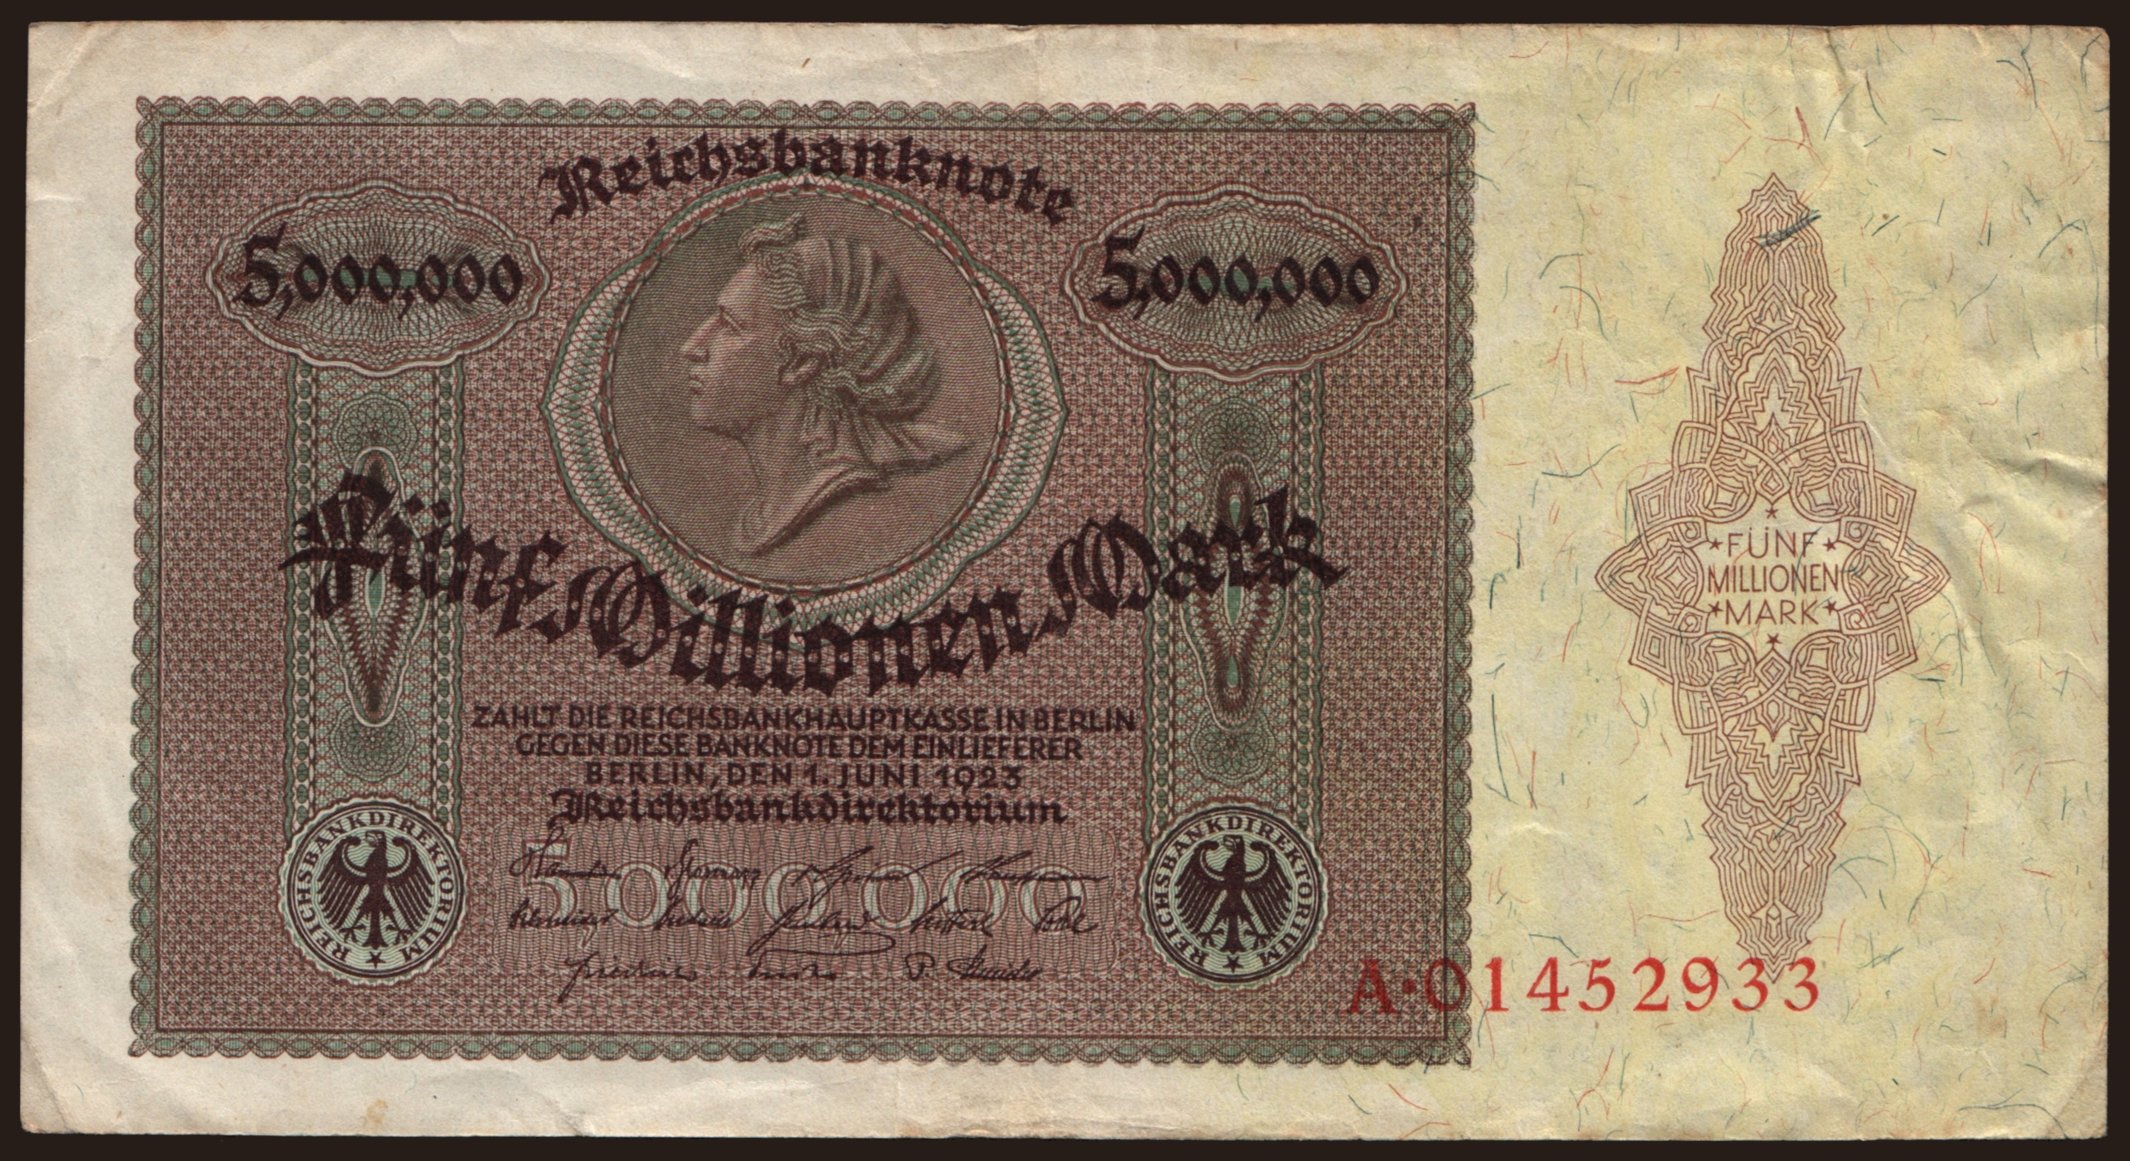 Reichsbanknote
5,000,000
5,000,000
Fünf Millionen Mark
ZAHLT DIE REICHSBANKHAUPTKASSE IN BERLIN
GEGEN DIESE BANKNOTE DEM EINLIEFERER
BERLIN, DEN 1. JUNI 1923
Reichsbankdirektorium
5000000
REICHSBANKDIREKTORIUM
REICHSBANKDIREKTORIUM
★FÜNF★
MILLIONEN
★MARK★
A·01452933